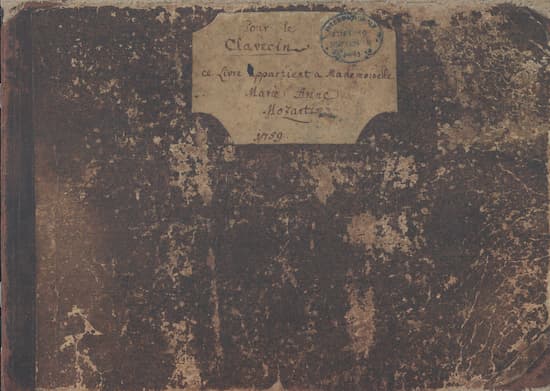 Pour le
Clavecin
ce Livre appartient à Mademoiselle
Marie Anne
Mozartin
1759.